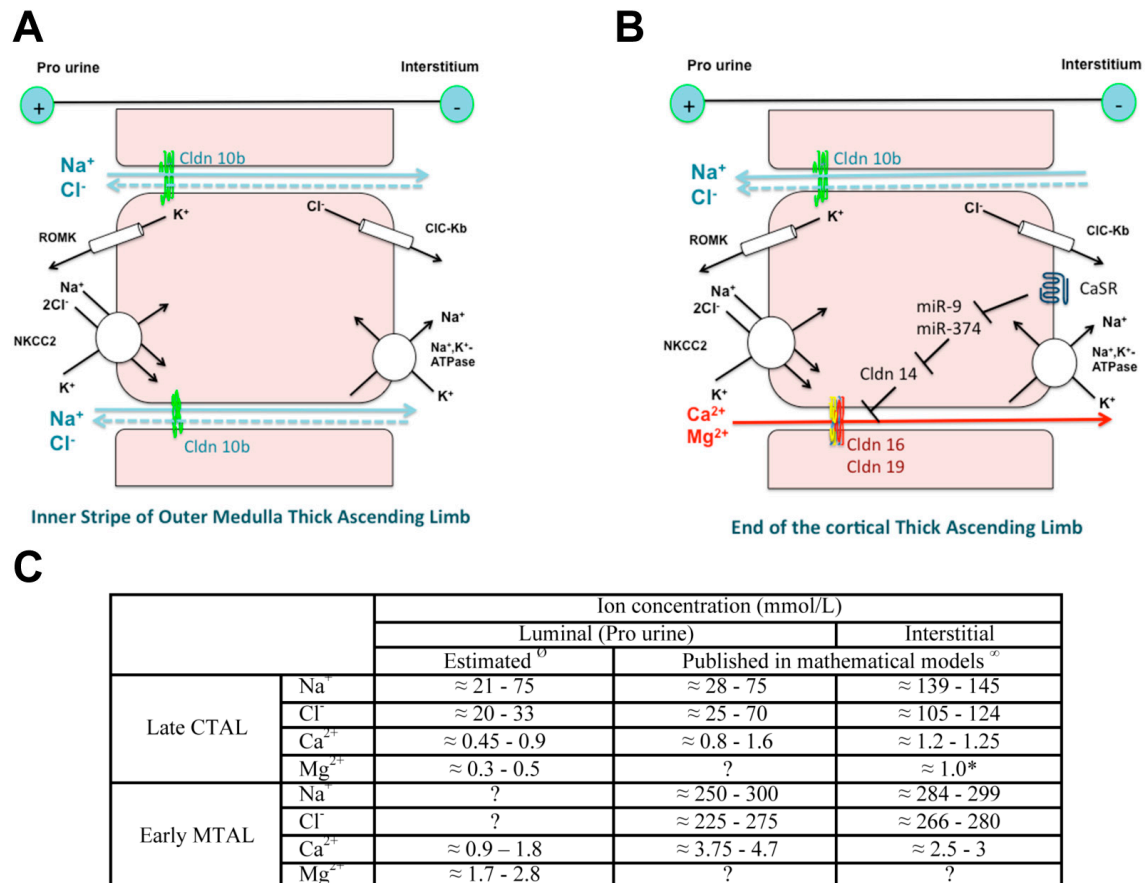 A
Pro urine Interstitium
+ -
Cldn 10b
Na+
Cl-
K+
Cl-
ROMK
ClC-Kb
Na+
2Cl-
NKCC2
K+
Na+
Na+,K+-
ATPase
K+
Na+
Cl-
Cldn 10b
Inner Stripe of Outer Medulla Thick Ascending Limb
B
Pro urine Interstitium
+ -
Cldn 10b
Na+
Cl-
K+
Cl-
ROMK
ClC-Kb
CaSR
Na+
2Cl-
miR-9
miR-374
NKCC2
Na+
Na+,K+-
ATPase
Cldn 14
K+
K+
Ca2+
Mg2+
Cldn 16
Cldn 19
End of the cortical Thick Ascending Limb
C
Ion concentration (mmol/L)
Luminal (Pro urine) Interstitial
Estimated Ø Published in mathematical models ∞
Late CTAL
Na+ ≈ 21 - 75 ≈ 28 - 75 ≈ 139 - 145
Cl- ≈ 20 - 33 ≈ 25 - 70 ≈ 105 - 124
Ca2+ ≈ 0.45 - 0.9 ≈ 0.8 - 1.6 ≈ 1.2 - 1.25
Mg2+ ≈ 0.3 - 0.5 ? ≈ 1.0*
Early MTAL
Na+ ? ≈ 250 - 300 ≈ 284 - 299
Cl- ? ≈ 225 - 275 ≈ 266 - 280
Ca2+ ≈ 0.9 – 1.8 ≈ 3.75 - 4.7 ≈ 2.5 - 3
Mg2+ ≈ 1.7 - 2.8 ? ?